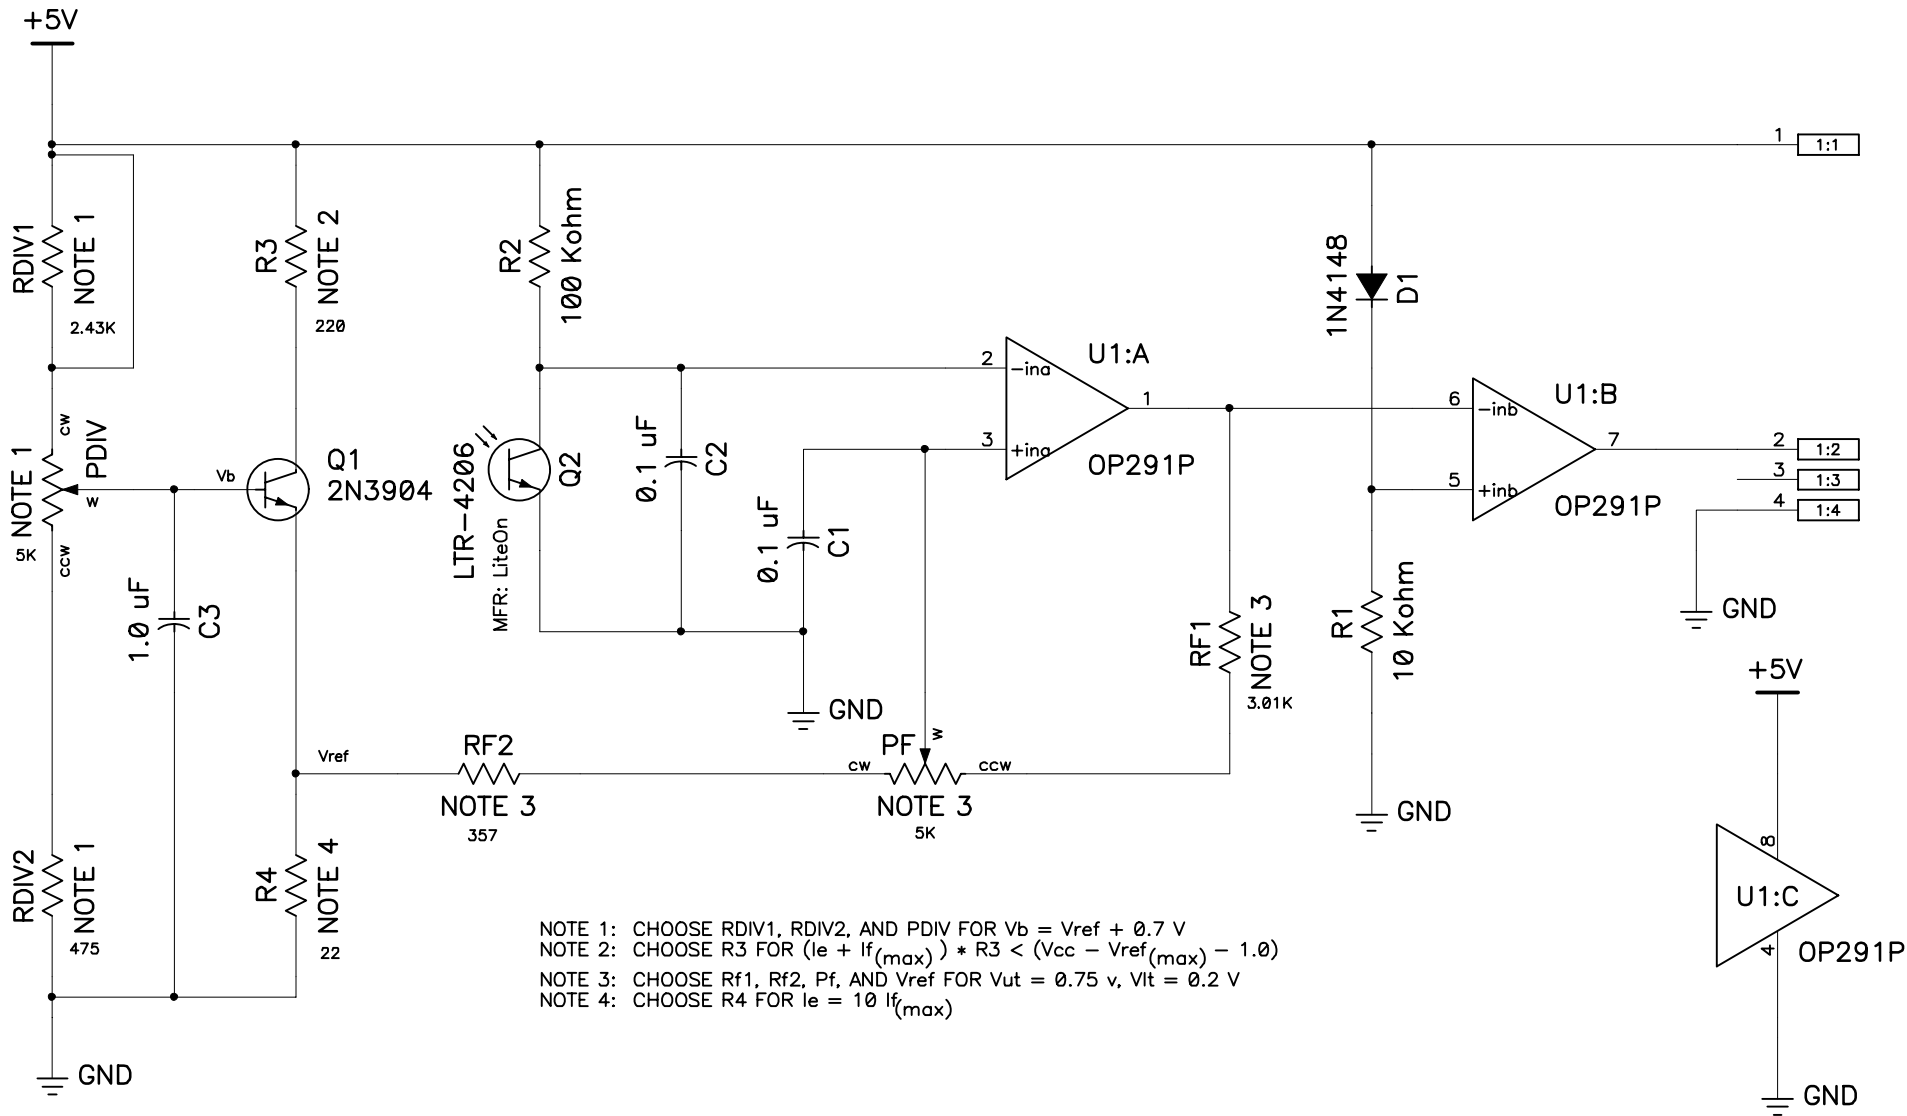 +5V
1
1:1
RDIV1
NOTE 1
2.43K
R3
NOTE 2
220
R2
100 Kohm
1N4148
D1
2
-ina
U1:A
1
3
+ina
OP291P
6
-inb
U1:B
7
5
+inb
OP291P
2
1:2
3
1:3
4
1:4
GND
cw
PDIV
NOTE 1
5K
w
ccw
Vb
Q1
2N3904
LTR-4206
MFR: LiteOn
Q2
0.1 uF
C2
0.1 uF
C1
GND
1.0 uF
C3
RF1
NOTE 3
3.01K
R1
10 Kohm
GND
+5V
Vref
RF2
NOTE 3
357
PF
w
cw
ccw
NOTE 3
5K
RDIV2
NOTE 1
475
R4
NOTE 4
22
GND
8
U1:C
4
OP291P
GND
NOTE 1: CHOOSE RDIV1, RDIV2, AND PDIV FOR Vb = Vref + 0.7 V
NOTE 2: CHOOSE R3 FOR (Ie + If(max) ) * R3 < (Vcc - Vref(max) - 1.0)
NOTE 3: CHOOSE Rf1, Rf2, Pf, AND Vref FOR Vut = 0.75 v, Vlt = 0.2 V
NOTE 4: CHOOSE R4 FOR Ie = 10 If(max)